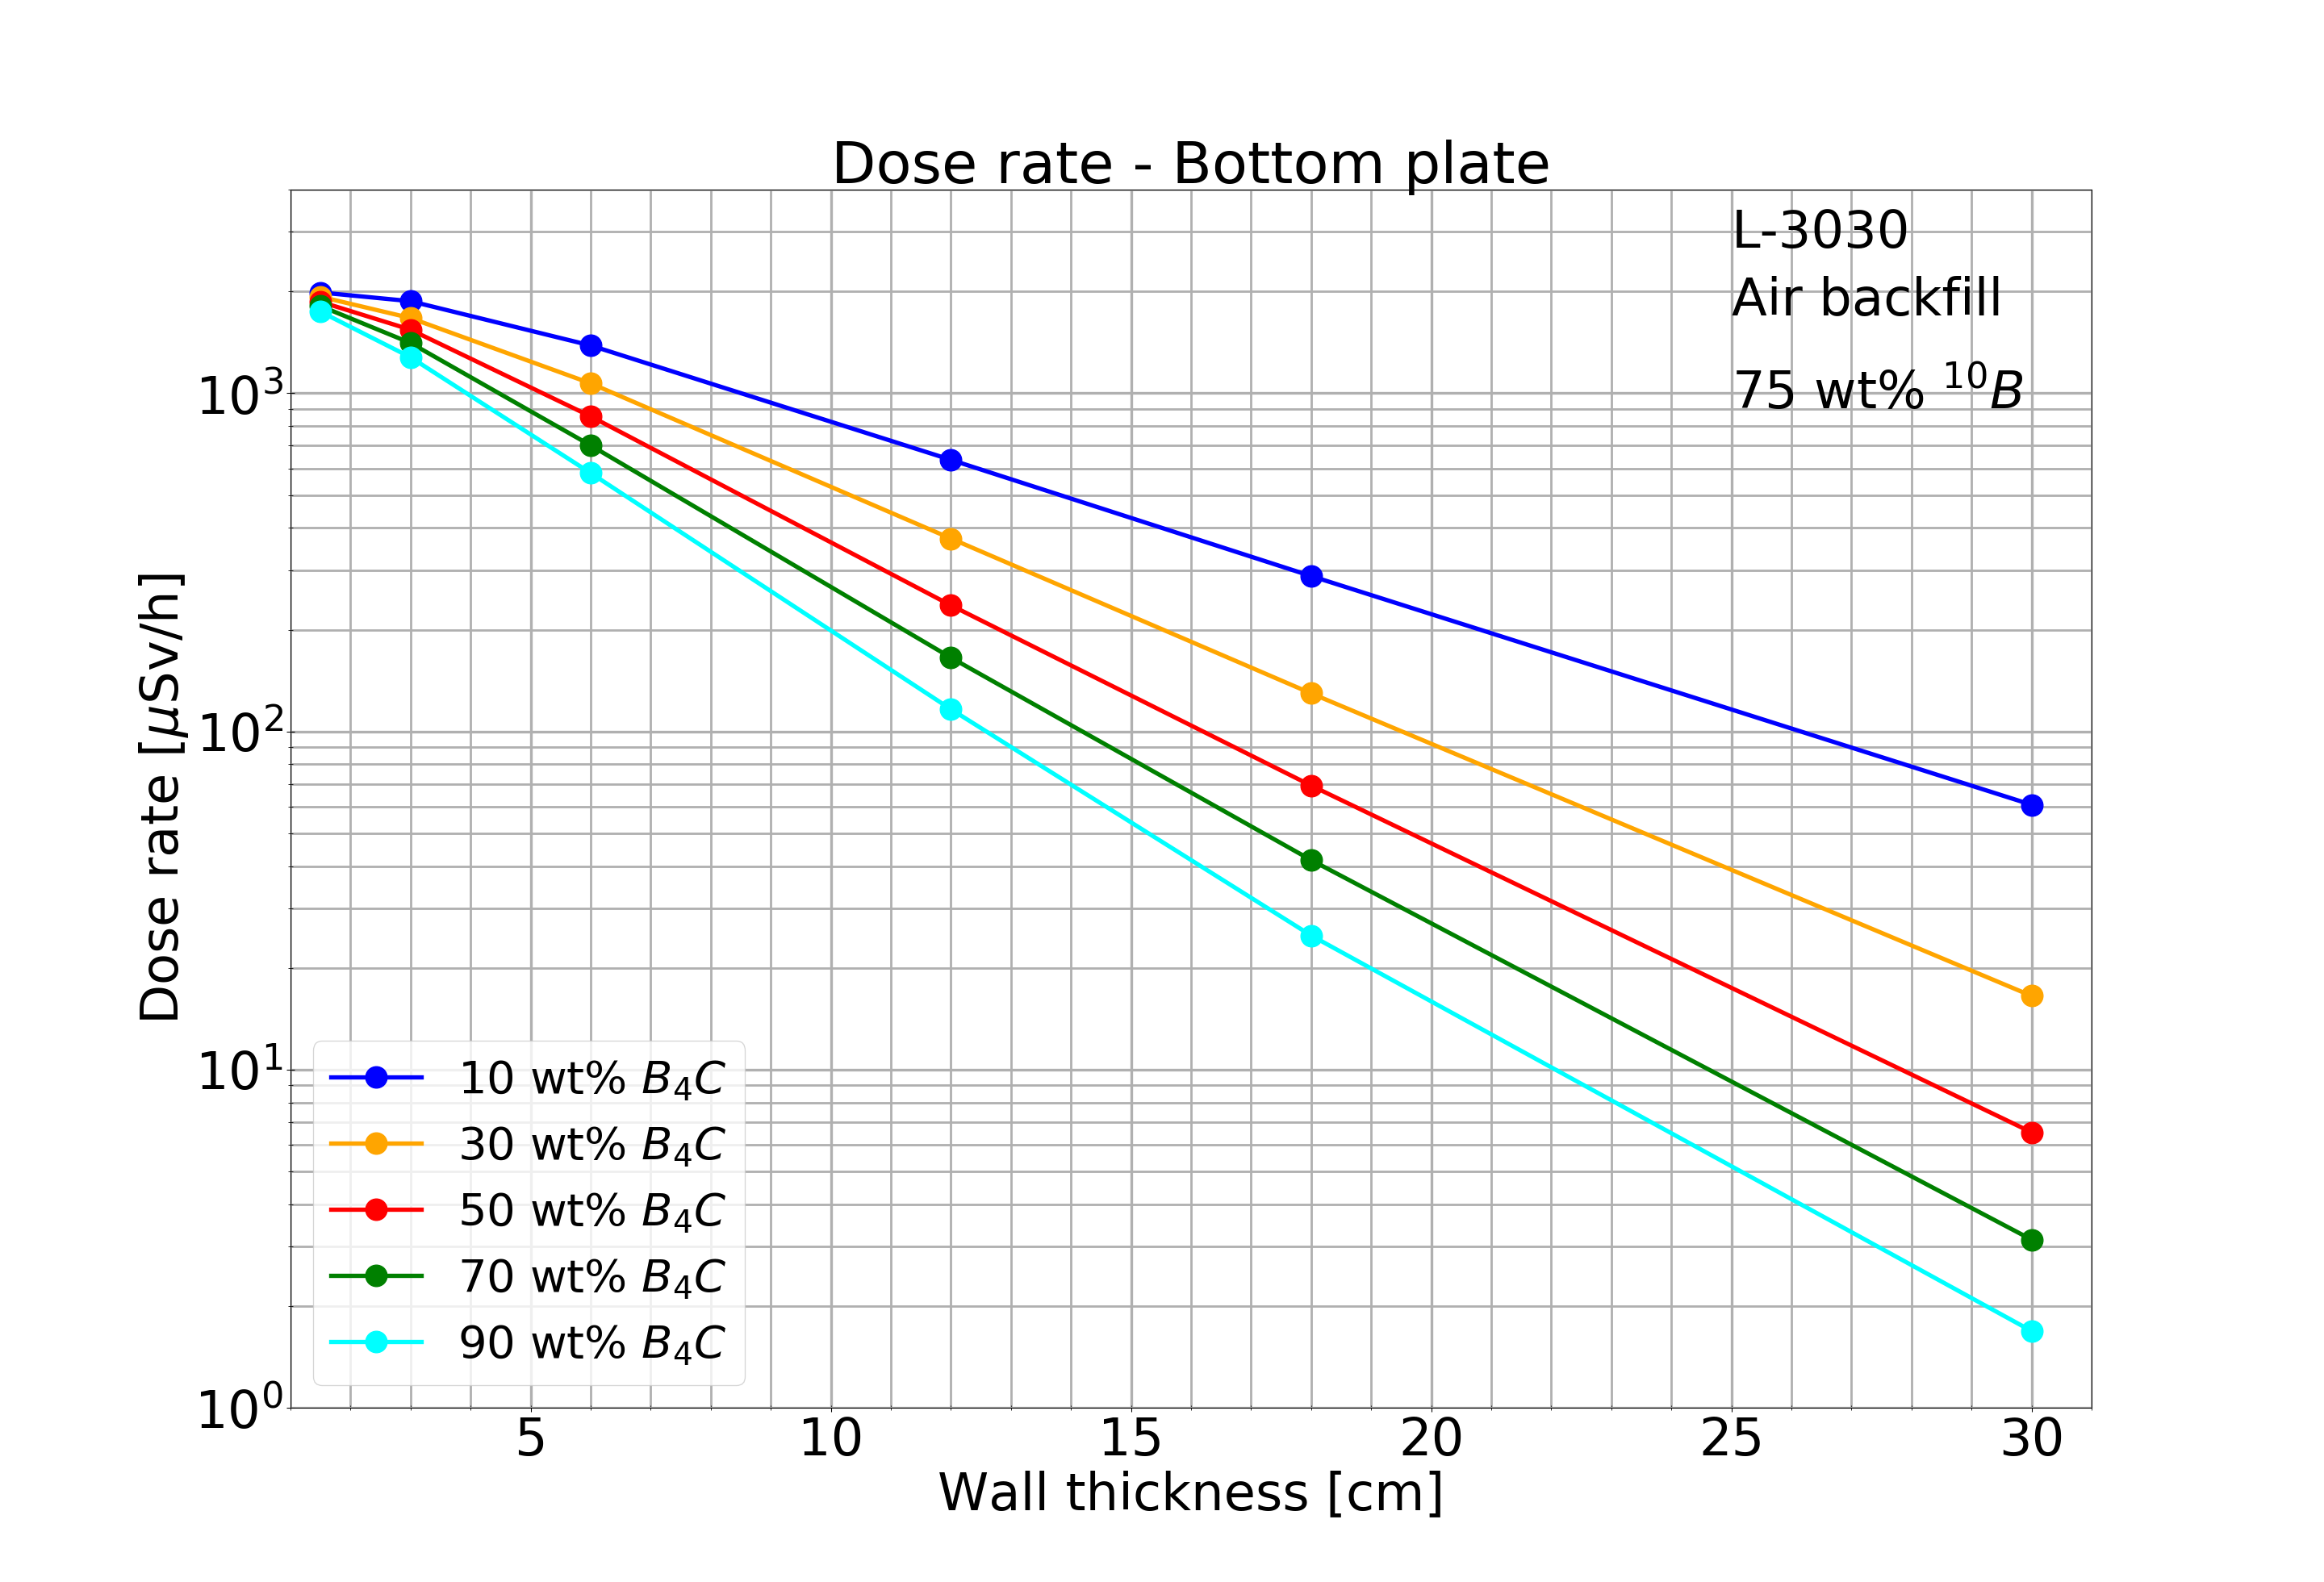 Dose rate - Bottom plate
L-3030
Air backfill
75 wt% ¹⁰B
Dose rate [μSv/h]
10³
10²
10¹
10⁰
10 wt% B₄C
30 wt% B₄C
50 wt% B₄C
70 wt% B₄C
90 wt% B₄C
5 10 15 20 25 30
Wall thickness [cm]